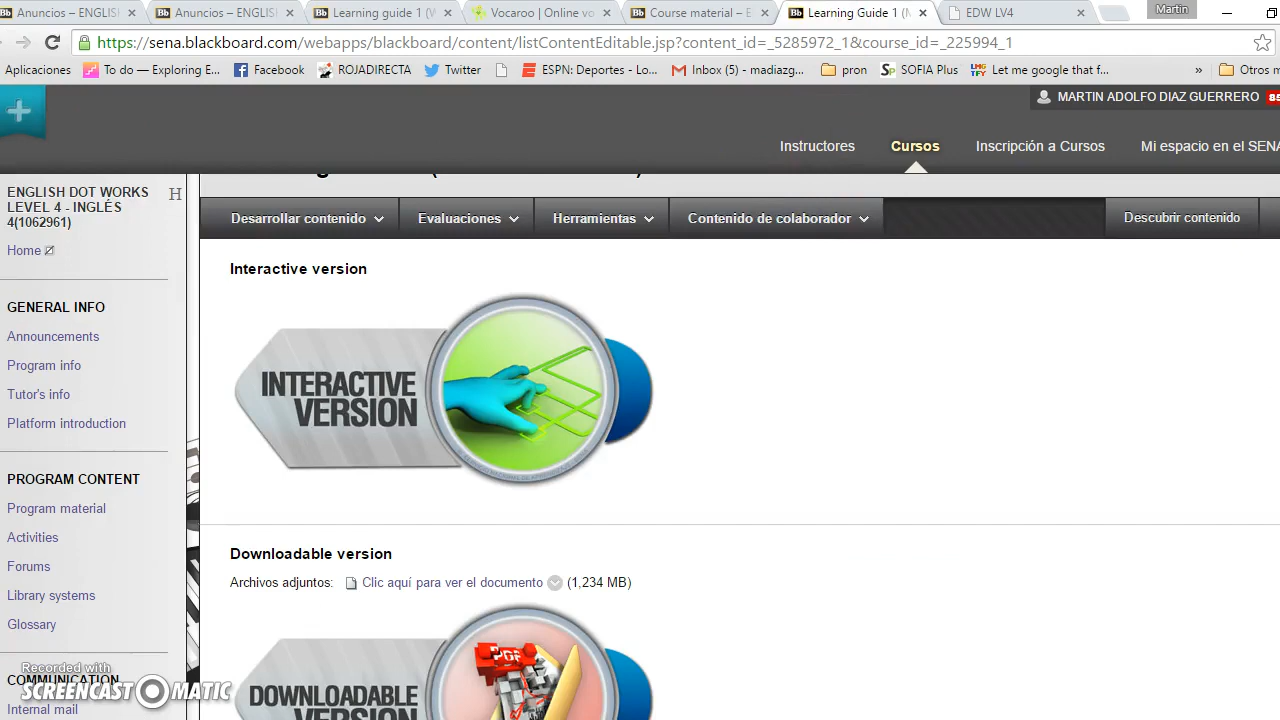 Anuncios – ENGLISH
Anuncios – ENGLIS
Learning guide 1 (W
Vocaroo | Online vo
Course material – E
Learning Guide 1 (M
EDW LV4
Martin
https://sena.blackboard.com/webapps/blackboard/content/listContentEditable.jsp?content_id=_5285972_1&course_id=_225994_1
Aplicaciones
To do — Exploring E...
Facebook
ROJADIRECTA
Twitter
ESPN: Deportes - Lo...
Inbox (5) - madiazg...
pron
SOFIA Plus
Let me google that f...
»
Otros m
MARTIN ADOLFO DIAZ GUERRERO 85
Instructores
Cursos
Inscripción a Cursos
Mi espacio en el SENA
ENGLISH DOT WORKS
LEVEL 4 - INGLÉS
4(1062961)
Home
GENERAL INFO
Announcements
Program info
Tutor's info
Platform introduction
PROGRAM CONTENT
Program material
Activities
Forums
Library systems
Glossary
COMMUNICATION
Internal mail
Desarrollar contenido
Evaluaciones
Herramientas
Contenido de colaborador
Descubrir contenido
Interactive version
INTERACTIVE
VERSION
Downloadable version
Archivos adjuntos: Clic aquí para ver el documento (1,234 MB)
PDF
DOWNLOADABLE
VERSION
Recorded with
SCREENCAST MATIC